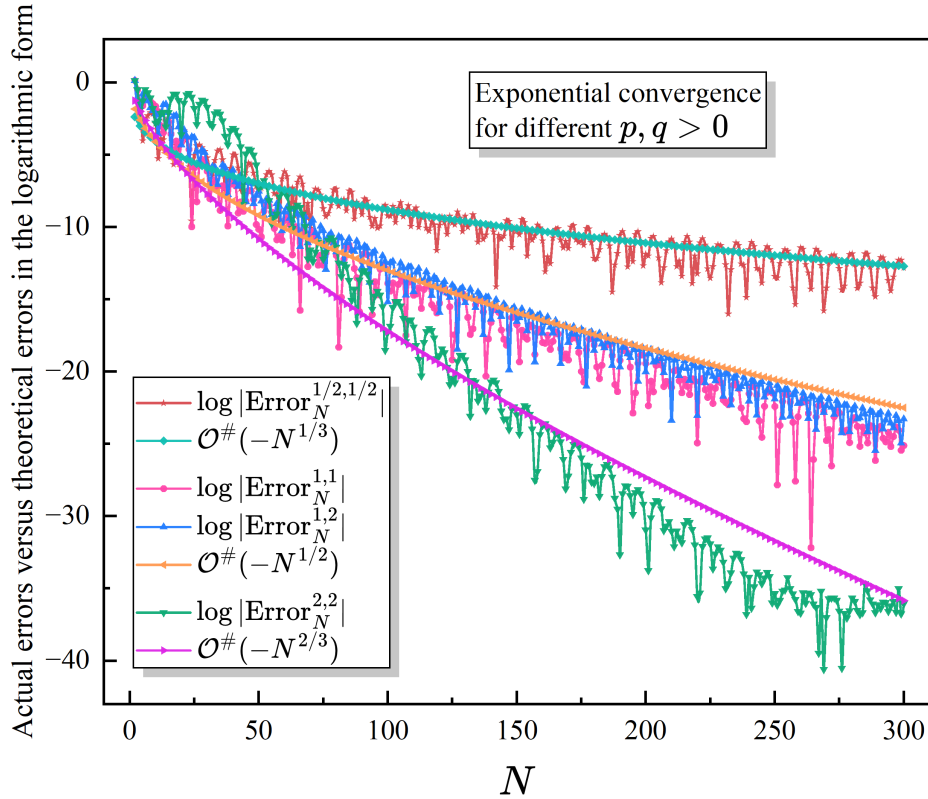 Actual errors versus theoretical errors in the logarithmic form
0
−10
−20
−30
−40
Exponential convergence
for different p, q > 0
log |Error_N^{1/2,1/2}|
𝒪^#(−N^{1/3})
log |Error_N^{1,1}|
log |Error_N^{1,2}|
𝒪^#(−N^{1/2})
log |Error_N^{2,2}|
𝒪^#(−N^{2/3})
0 50 100 150 200 250 300
N